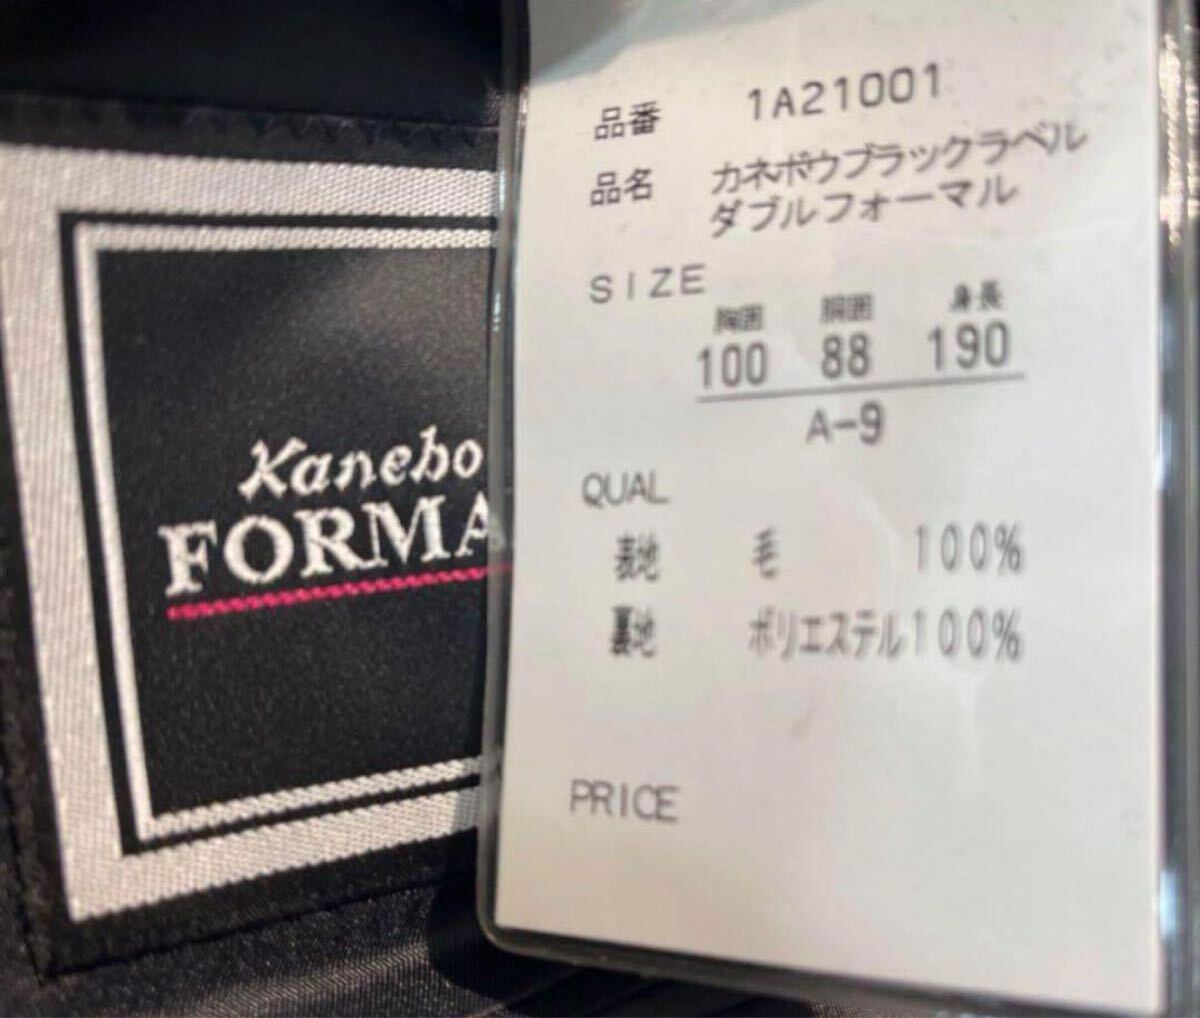 Kanebo
FORMA
品番 1A21001
品名 カネボウブラックラベル
ダブルフォーマル
SIZE
胸囲 胴囲 身長
100 88 190
A-9
QUAL
表地 毛 100%
裏地 ポリエステル100%
PRICE